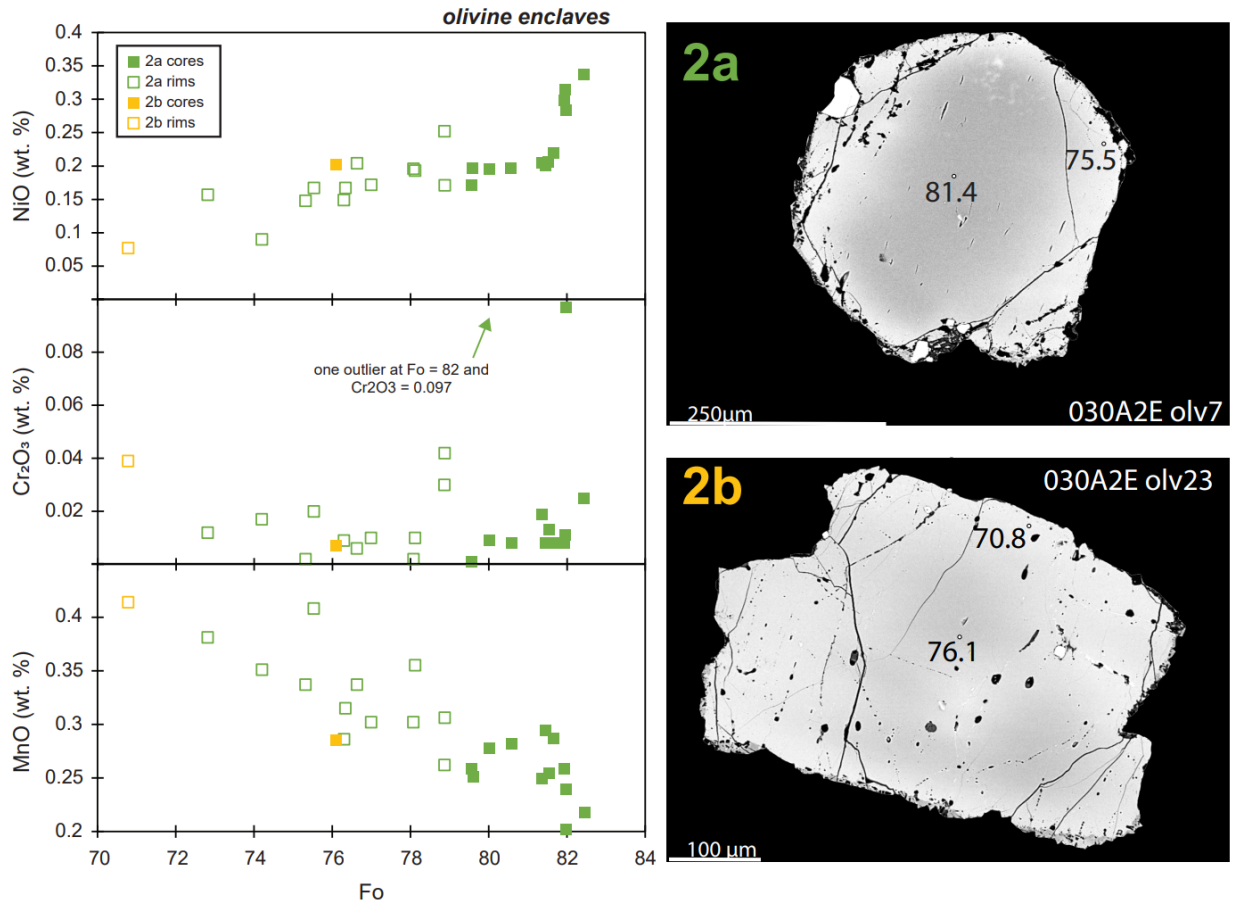 olivine enclaves
2a cores
2a rims
2b cores
2b rims
NiO (wt. %)
0.4
0.35
0.3
0.25
0.2
0.15
0.1
0.05
one outlier at Fo = 82 and
Cr2O3 = 0.097
Cr₂O₃ (wt. %)
0.08
0.06
0.04
0.02
MnO (wt. %)
0.4
0.35
0.3
0.25
0.2
70 72 74 76 78 80 82 84
Fo
2a
81.4
75.5
250μm
030A2E olv7
2b
030A2E olv23
70.8
76.1
100 μm